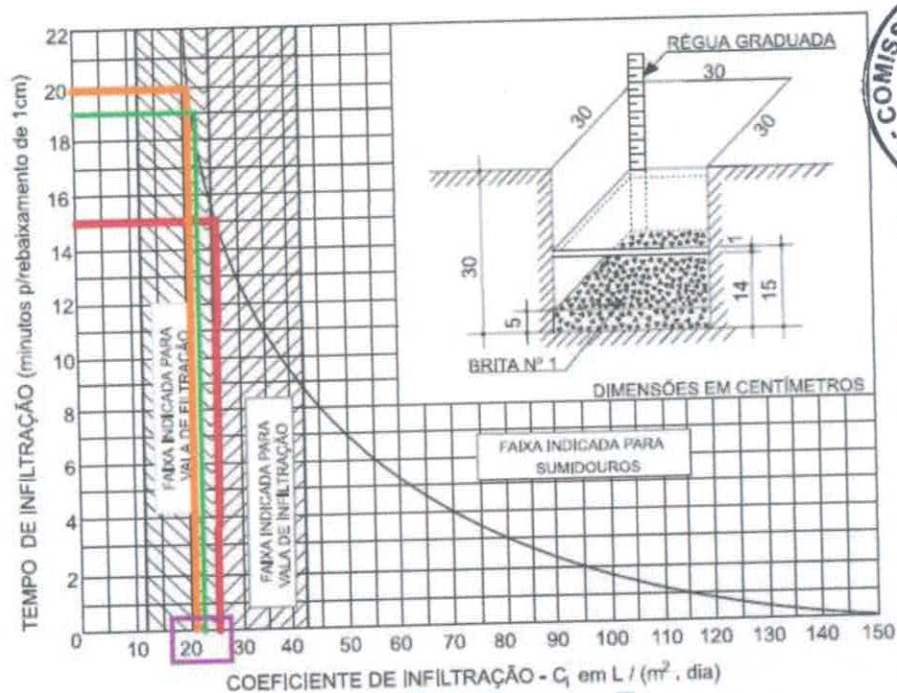 COMISS
TEMPO DE INFILTRAÇÃO (minutos p/rebaixamento de 1cm)
22
20
18
16
14
12
10
8
6
4
2
0
RÉGUA GRADUADA
30
30
30
30
5
1
14
15
BRITA Nº 1
DIMENSÕES EM CENTÍMETROS
FAIXA INDICADA PARA
VALA DE FILTRAÇÃO
FAIXA INDICADA PARA
VALA DE INFILTRAÇÃO
FAIXA INDICADA PARA
SUMIDOUROS
0 10 20 30 40 50 60 70 80 90 100 110 120 130 140 150
COEFICIENTE DE INFILTRAÇÃO - Ci em L / (m² . dia)